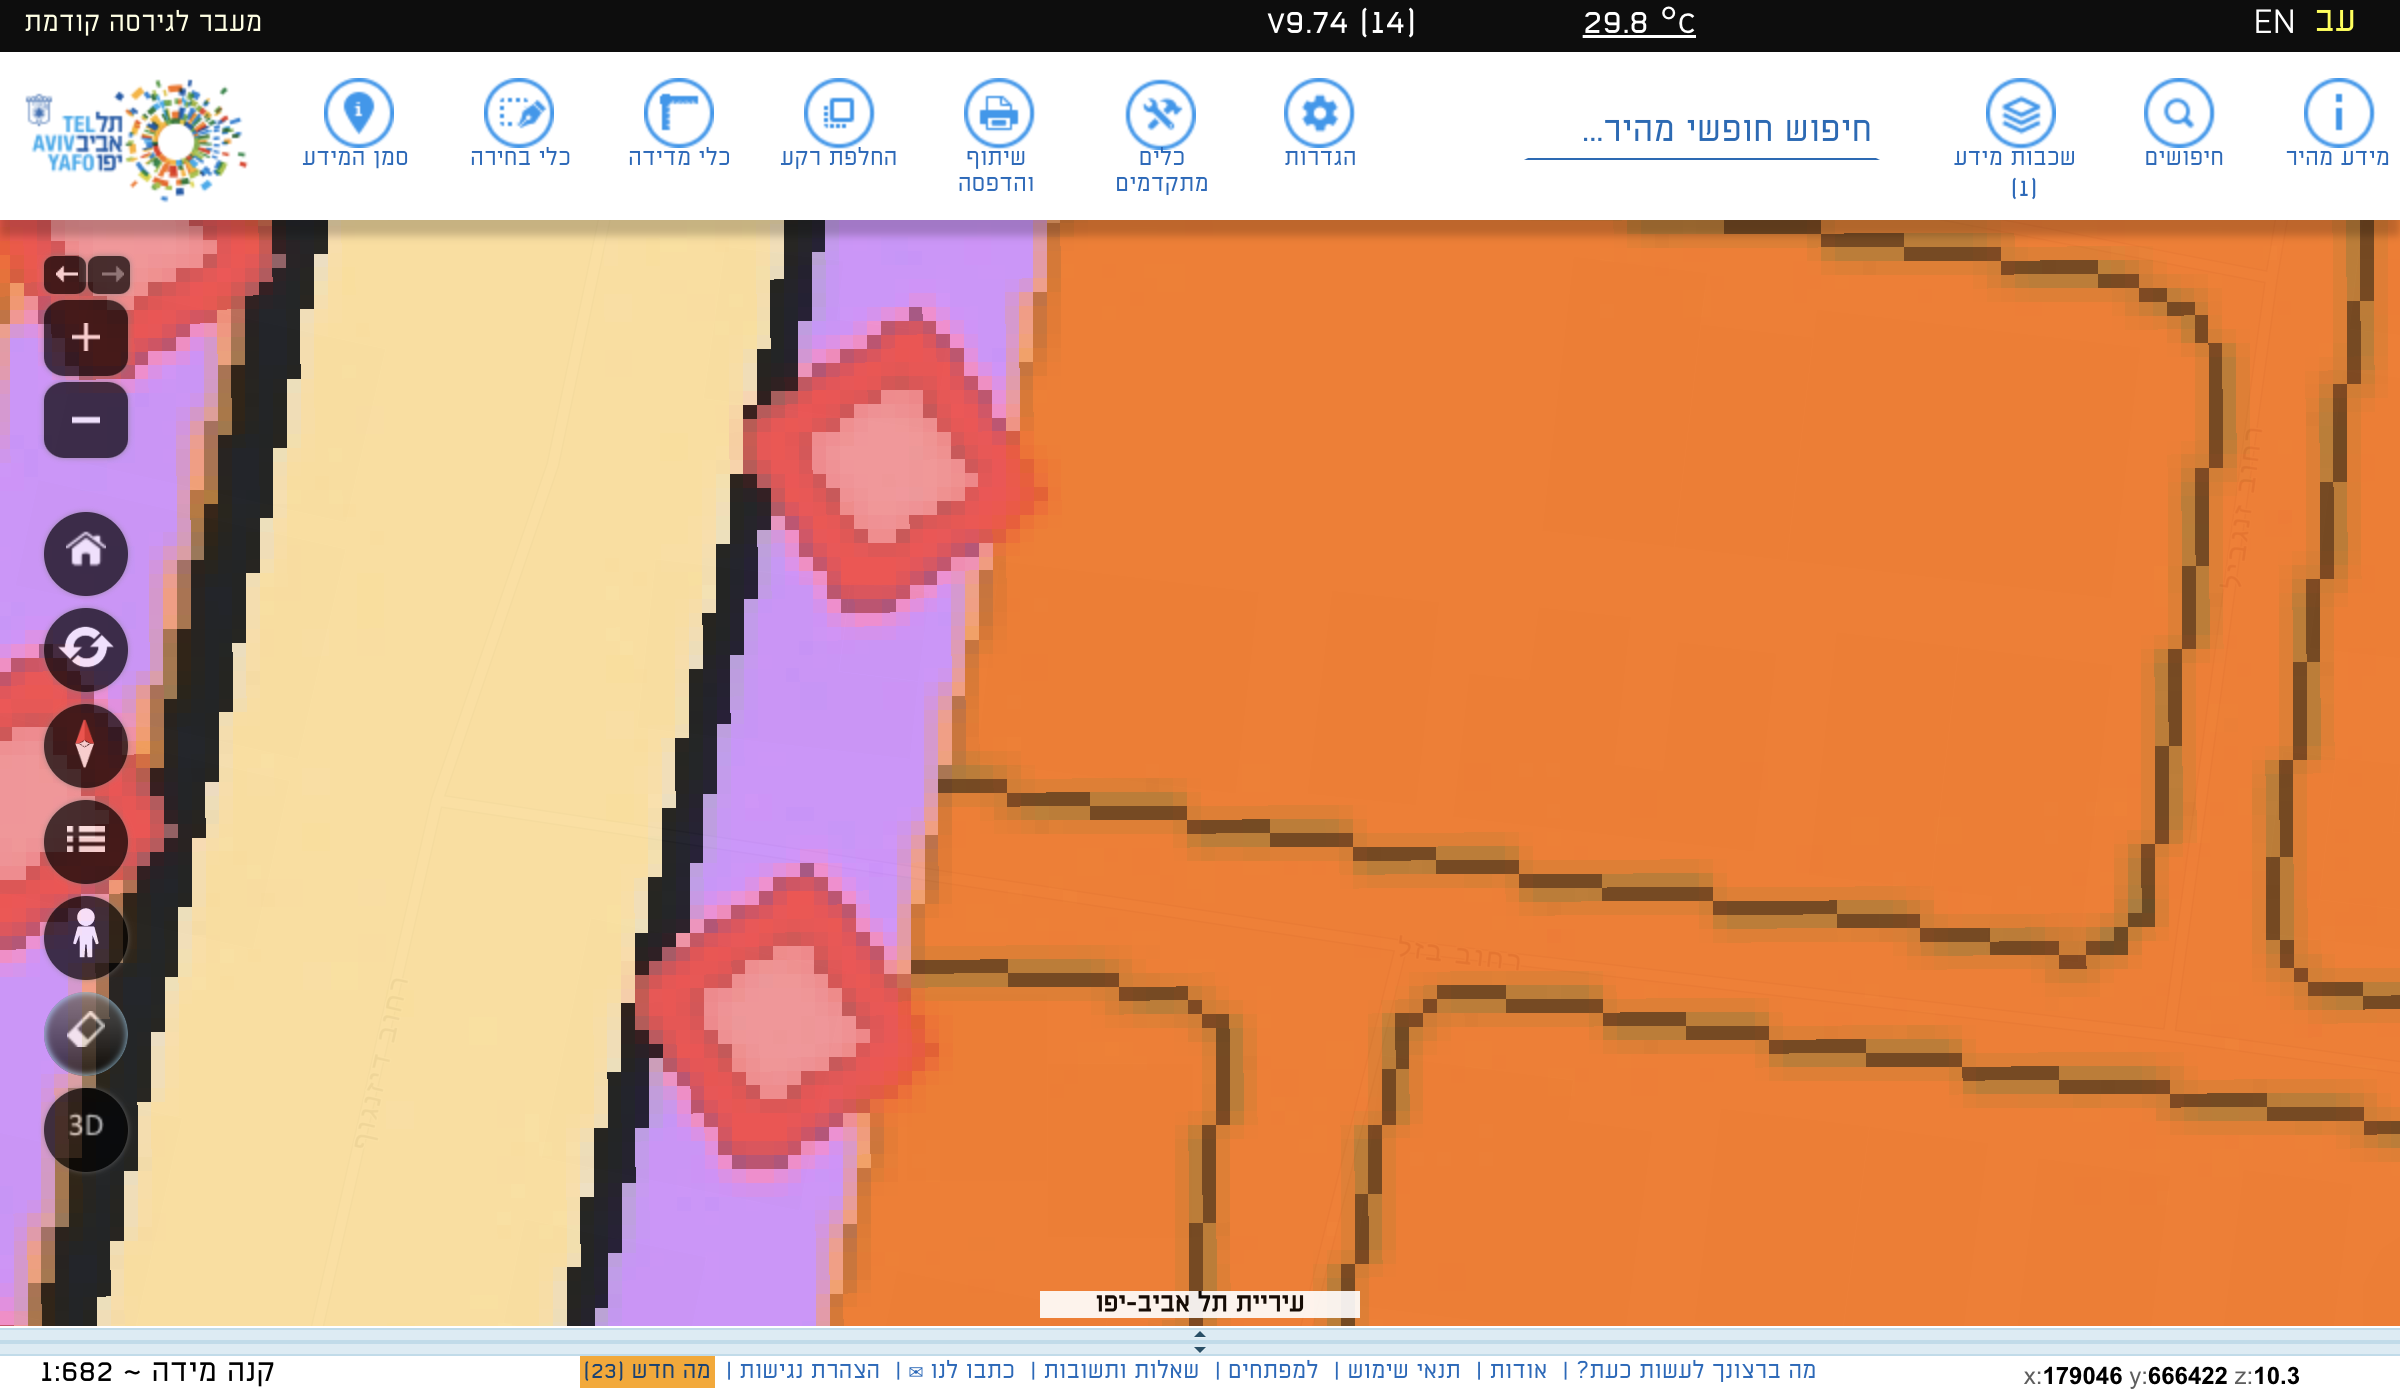 עב EN
29.8 °C
V9.74 (14)
מעבר לגירסה קודמת
מידע מהיר
חיפושים
שכבות מידע
(1)
חיפוש חופשי מהיר...
הגדרות
כלים
מתקדמים
שיתוף
והדפסה
החלפת רקע
כלי מדידה
כלי בחירה
סמן המידע
תל
אביב
יפו
TEL
AVIV
YAFO
רחוב זנגביל
רחוב בזל
רחוב דיזנגוף
3D
עיריית תל אביב-יפו
x:179046 y:666422 z:10.3
מה ברצונך לעשות כעת? | אודות | תנאי שימוש | למפתחים | שאלות ותשובות | כתבו לנו ✉ | הצהרת נגישות | מה חדש (23)
קנה מידה ~ 1:682